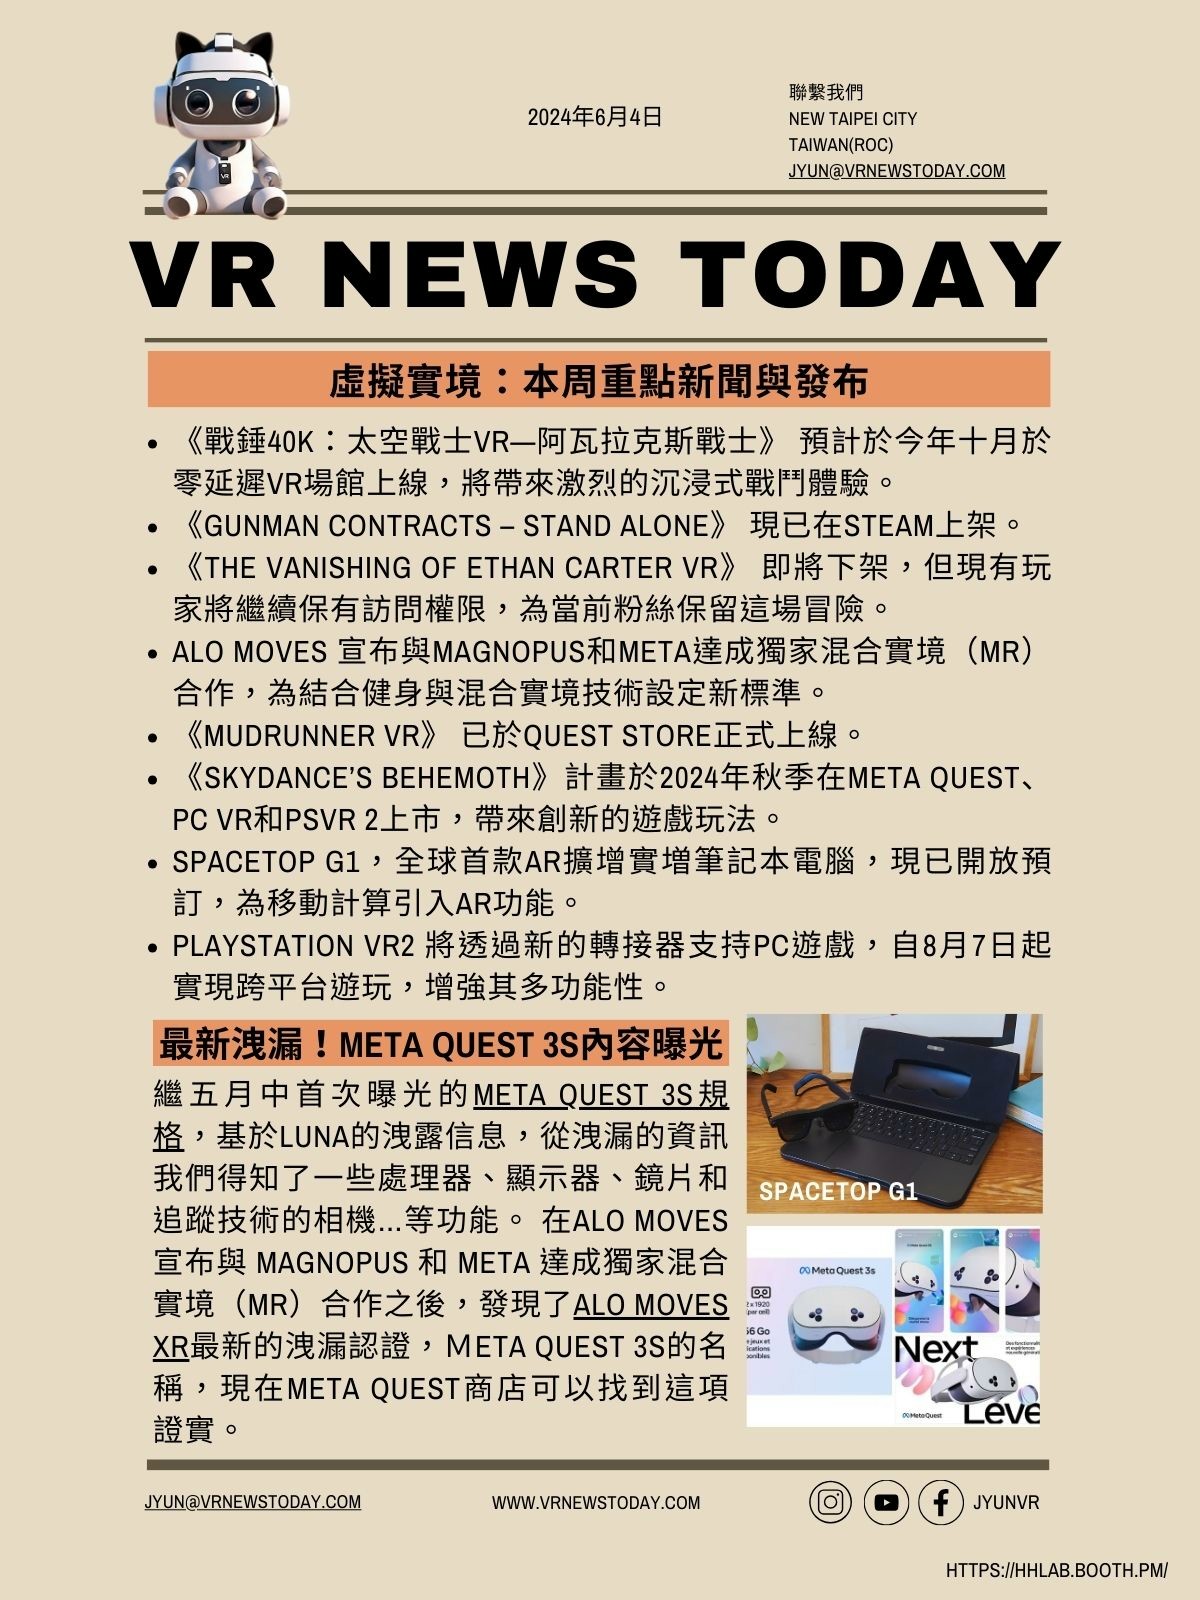 2024年6月4日
聯繫我們
NEW TAIPEI CITY
TAIWAN(ROC)
JYUN@VRNEWSTODAY.COM
VR
VR NEWS TODAY
虛擬實境：本周重點新聞與發布
• 《戰錘40K：太空戰士VR—阿瓦拉克斯戰士》 預計於今年十月於
零延遲VR場館上線，將帶來激烈的沉浸式戰鬥體驗。
• 《GUNMAN CONTRACTS – STAND ALONE》 現已在STEAM上架。
• 《THE VANISHING OF ETHAN CARTER VR》 即將下架，但現有玩
家將繼續保有訪問權限，為當前粉絲保留這場冒險。
• ALO MOVES 宣布與MAGNOPUS和META達成獨家混合實境（MR）
合作，為結合健身與混合實境技術設定新標準。
• 《MUDRUNNER VR》 已於QUEST STORE正式上線。
• 《SKYDANCE’S BEHEMOTH》計畫於2024年秋季在META QUEST、
PC VR和PSVR 2上市，帶來創新的遊戲玩法。
• SPACETOP G1，全球首款AR擴增實增筆記本電腦，現已開放預
訂，為移動計算引入AR功能。
• PLAYSTATION VR2 將透過新的轉接器支持PC遊戲，自8月7日起
實現跨平台遊玩，增強其多功能性。
最新洩漏！META QUEST 3S內容曝光
繼五月中首次曝光的META QUEST 3S規
格，基於LUNA的洩露信息，從洩漏的資訊
我們得知了一些處理器、顯示器、鏡片和
追蹤技術的相機...等功能。 在ALO MOVES
宣布與 MAGNOPUS 和 META 達成獨家混合
實境（MR）合作之後，發現了ALO MOVES
XR最新的洩漏認證，META QUEST 3S的名
稱，現在META QUEST商店可以找到這項
證實。
SPACETOP G1
Meta Quest 3s
2 x 1920
(par œil)
56 Go
e jeux et
ications
onibles
Next
Leve
Meta Quest
JYUN@VRNEWSTODAY.COM
WWW.VRNEWSTODAY.COM
JYUNVR
HTTPS://HHLAB.BOOTH.PM/